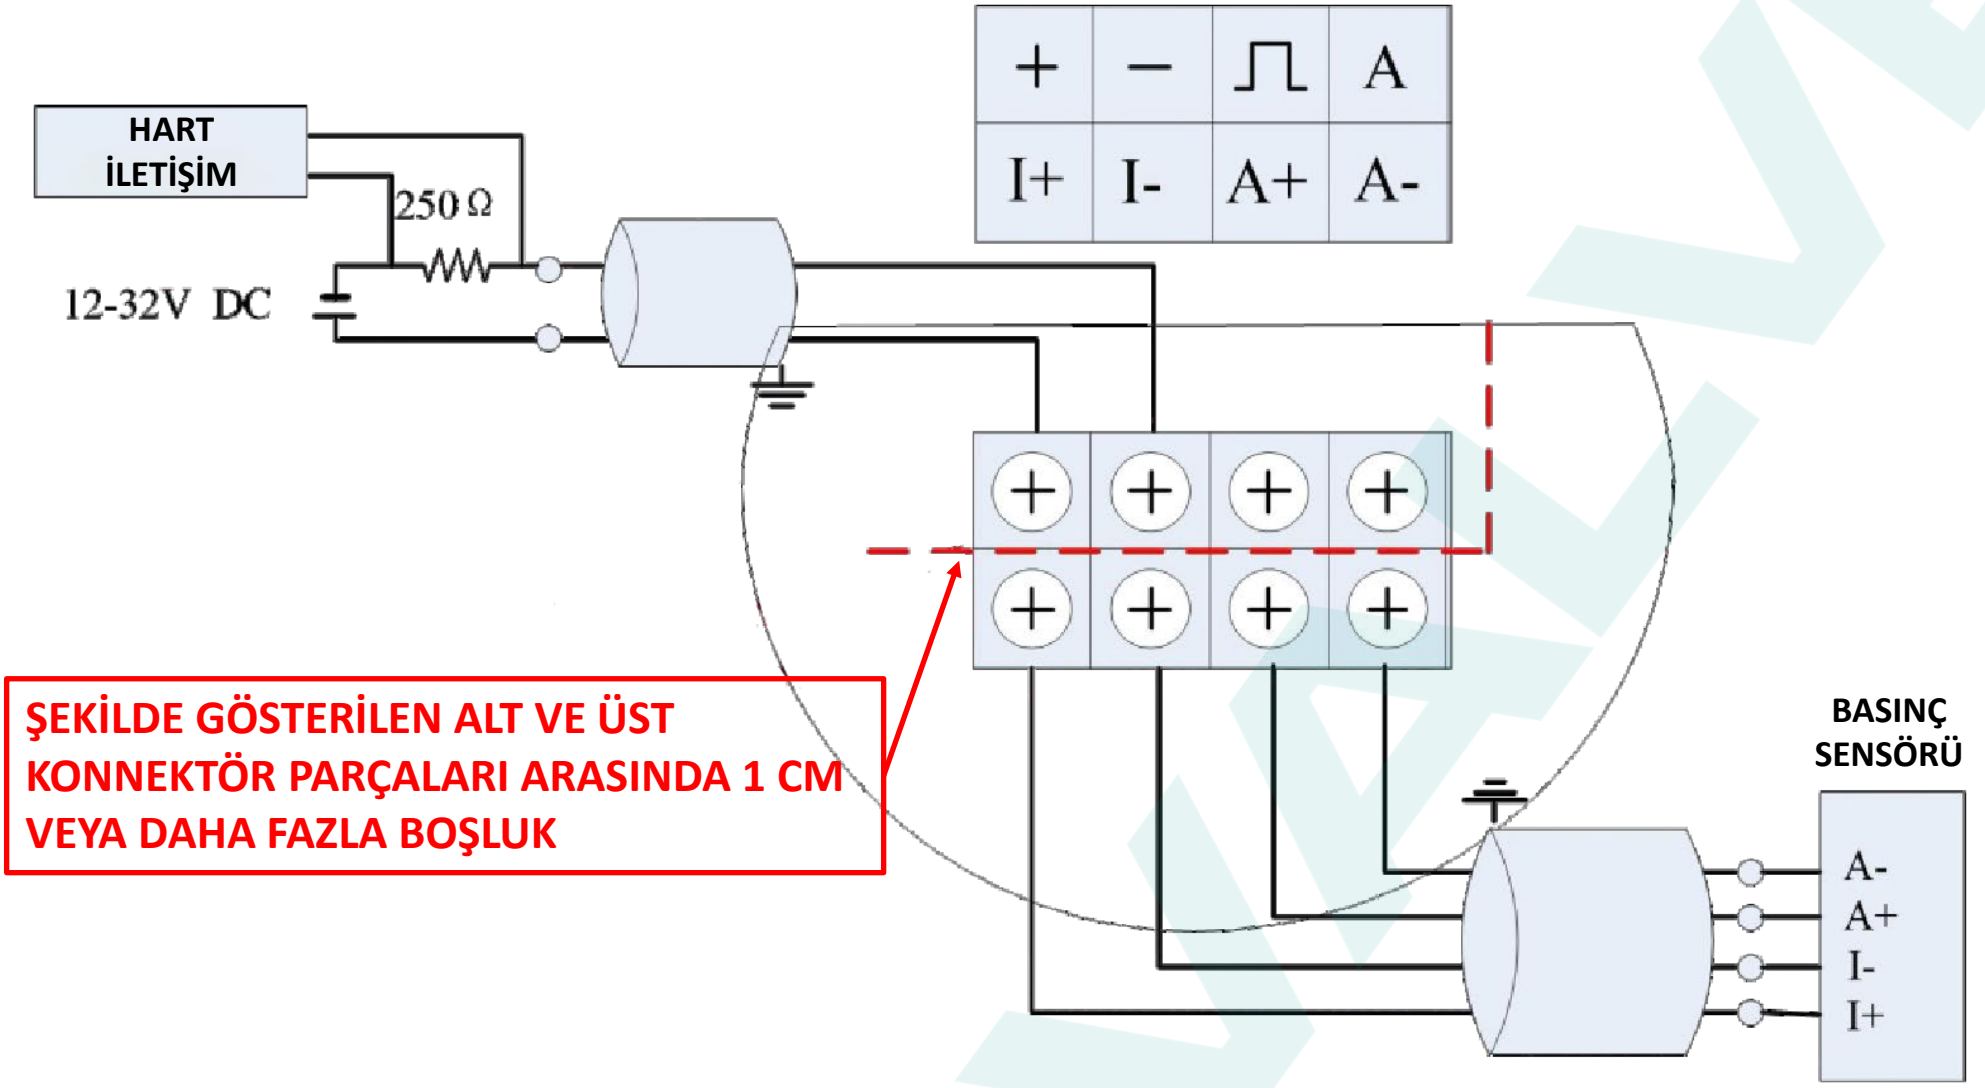 + − A
I+ I- A+ A-
HART
İLETİŞİM
250 Ω
12-32V DC
ŞEKİLDE GÖSTERİLEN ALT VE ÜST
KONNEKTÖR PARÇALARI ARASINDA 1 CM
VEYA DAHA FAZLA BOŞLUK
BASINÇ
SENSÖRÜ
A-
A+
I-
I+